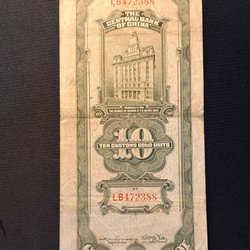 LB472388
THE
CENTRAL BANK
OF
CHINA
10
TEN CUSTOMS GOLD UNITS
LB472388